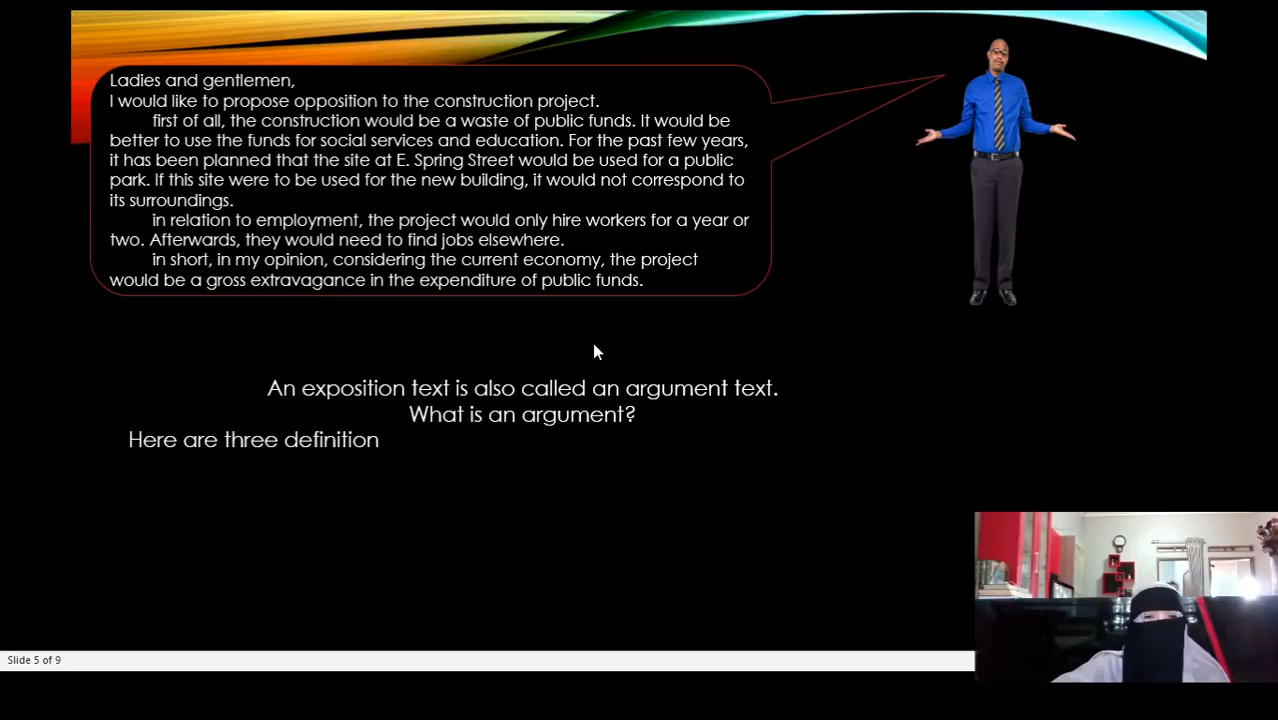 Ladies and gentlemen,
I would like to propose opposition to the construction project.
first of all, the construction would be a waste of public funds. It would be
better to use the funds for social services and education. For the past few years,
it has been planned that the site at E. Spring Street would be used for a public
park. If this site were to be used for the new building, it would not correspond to
its surroundings.
in relation to employment, the project would only hire workers for a year or
two. Afterwards, they would need to find jobs elsewhere.
in short, in my opinion, considering the current economy, the project
would be a gross extravagance in the expenditure of public funds.
An exposition text is also called an argument text.
What is an argument?
Here are three definition
Slide 5 of 9